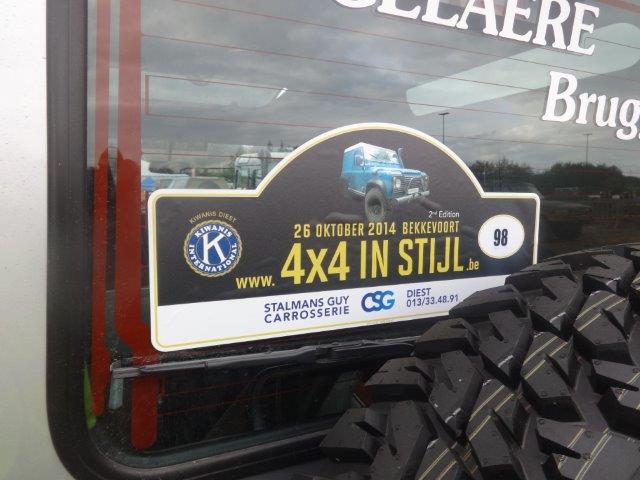 Brug
KIWANIS DIEST
K
KIWANIS
INTERNATIONAL
2nd Edition
26 OKTOBER 2014 BEKKEVOORT
98
www. 4x4 IN STIJL .be
STALMANS GUY
CARROSSERIE
CSG
DIEST
013/33.48.91